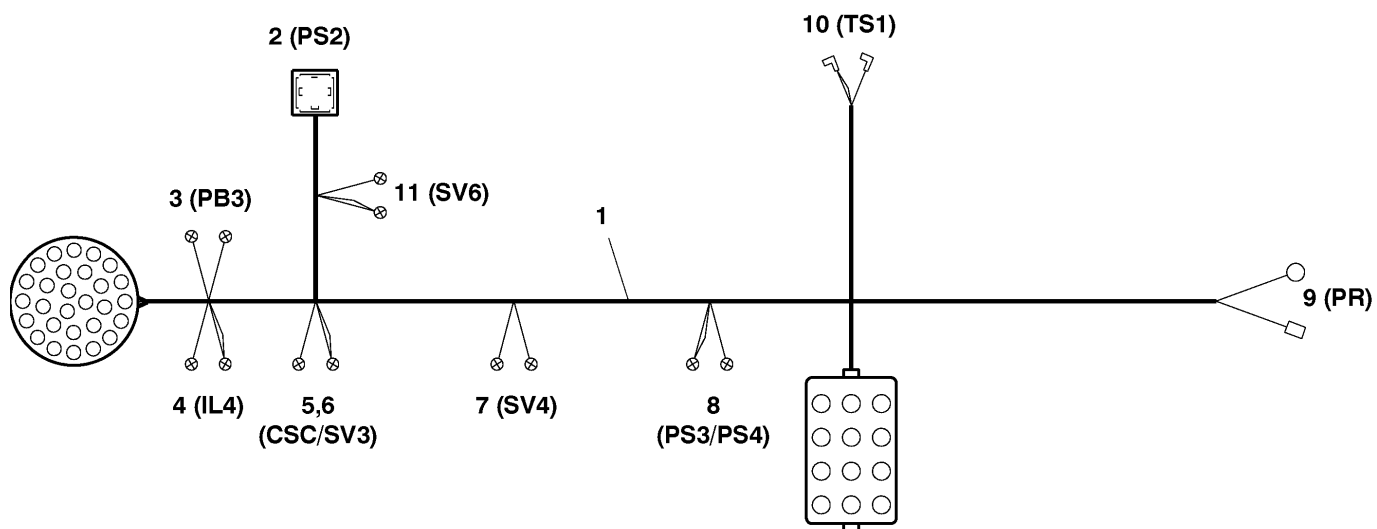 10 (TS1)
2 (PS2)
11 (SV6)
3 (PB3)
1
9 (PR)
4 (IL4)
5,6
(CSC/SV3)
7 (SV4)
8
(PS3/PS4)